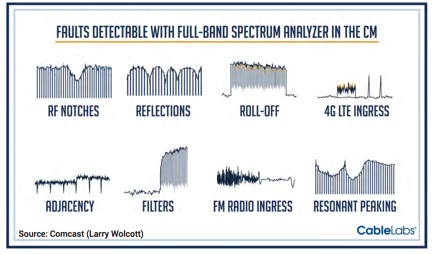 FAULTS DETECTABLE WITH FULL-BAND SPECTRUM ANALYZER IN THE CM
RF NOTCHES REFLECTIONS ROLL-OFF 4G LTE INGRESS
ADJACENCY FILTERS FM RADIO INGRESS RESONANT PEAKING
Source: Comcast (Larry Wolcott) CableLabs®